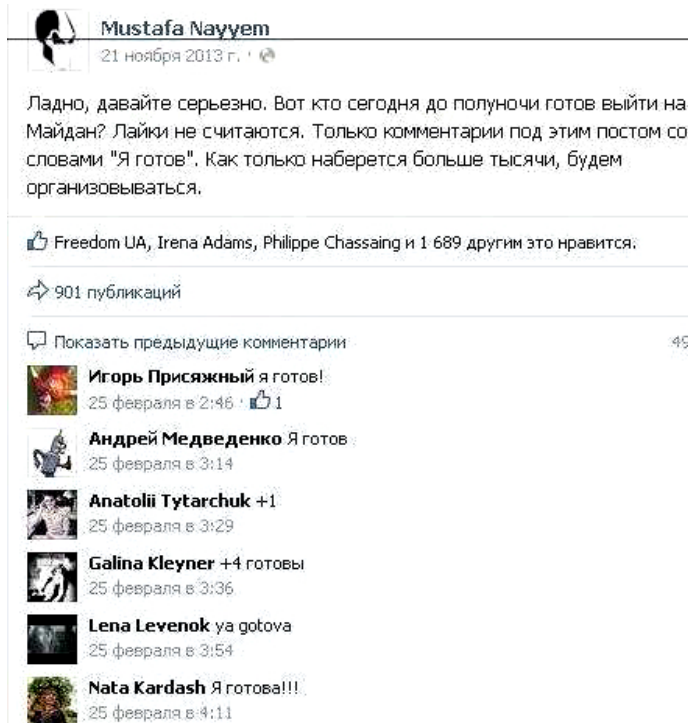 Mustafa Nayyem
21 ноября 2013 г. ·
Ладно, давайте серьезно. Вот кто сегодня до полуночи готов выйти на
Майдан? Лайки не считаются. Только комментарии под этим постом со
словами "Я готов". Как только наберется больше тысячи, будем
организовываться.
Freedom UA, Irena Adams, Philippe Chassaing и 1 689 другим это нравится.
901 публикаций
Показать предыдущие комментарии 49
Игорь Присяжный я готов!
25 февраля в 2:46 · 1
Андрей Медведенко Я готов
25 февраля в 3:14
Anatolii Tytarchuk +1
25 февраля в 3:29
Galina Kleyner +4 готовы
25 февраля в 3:36
Lena Levenok ya gotova
25 февраля в 3:54
Nata Kardash Я готова!!!
25 февраля в 4:11